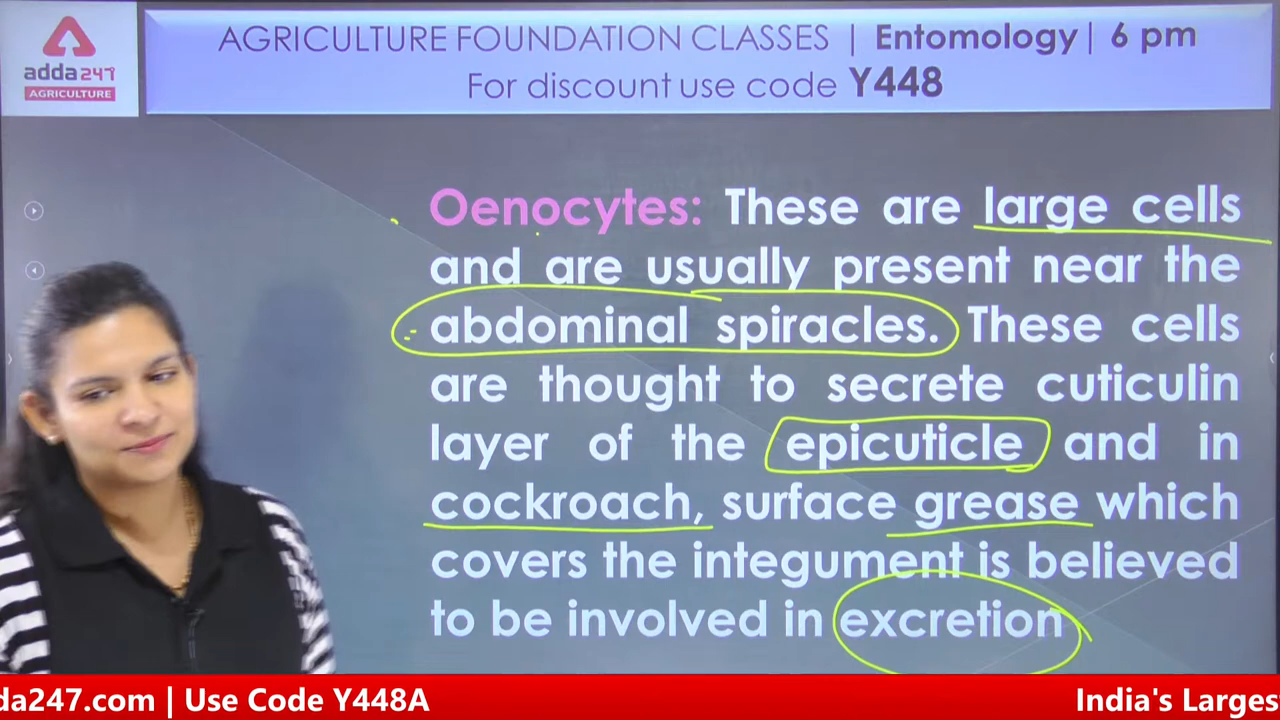 AGRICULTURE FOUNDATION CLASSES | Entomology | 6 pm
For discount use code Y448
adda247
AGRICULTURE
Oenocytes: These are large cells
and are usually present near the
abdominal spiracles. These cells
are thought to secrete cuticulin
layer of the epicuticle and in
cockroach, surface grease which
covers the integument is believed
to be involved in excretion
da247.com | Use Code Y448A
India's Larges